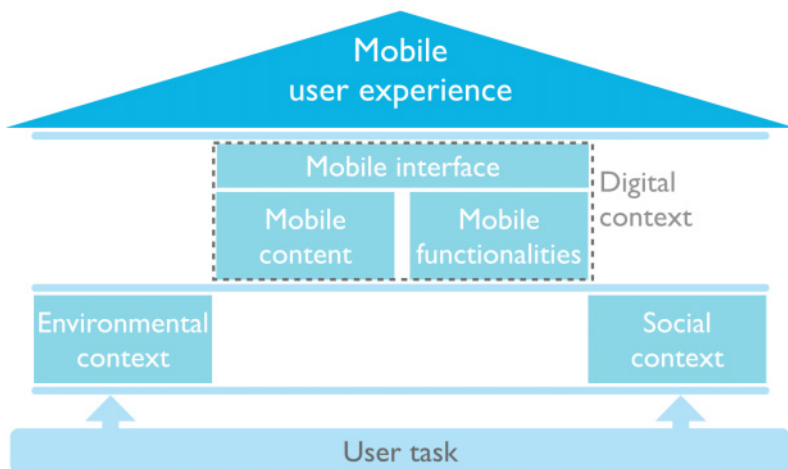 Mobile
user experience
Mobile interface
Digital
context
Mobile
content
Mobile
functionalities
Environmental
context
Social
context
User task